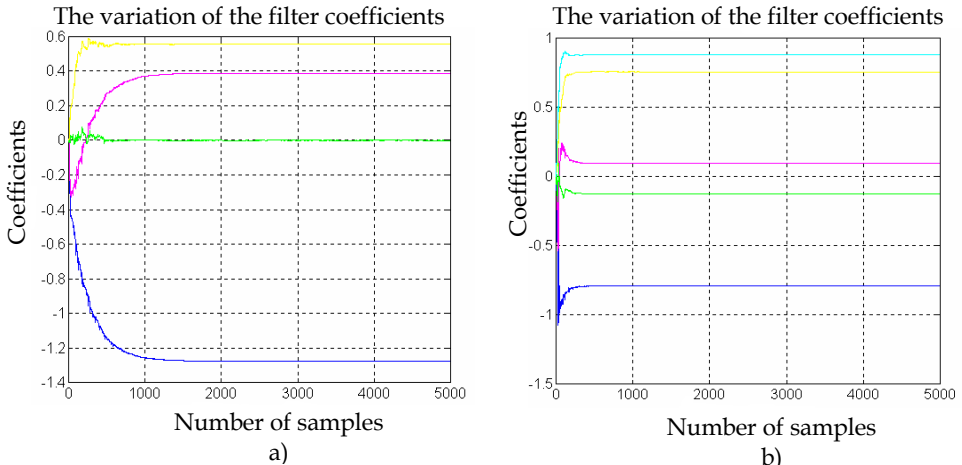 The variation of the filter coefficients
0.6
0.4
0.2
0
-0.2
-0.4
-0.6
-0.8
-1
-1.2
-1.4
Coefficients
0 1000 2000 3000 4000 5000
Number of samples
a)
The variation of the filter coefficients
1
0.5
0
-0.5
-1
-1.5
Coefficients
0 1000 2000 3000 4000 5000
Number of samples
b)